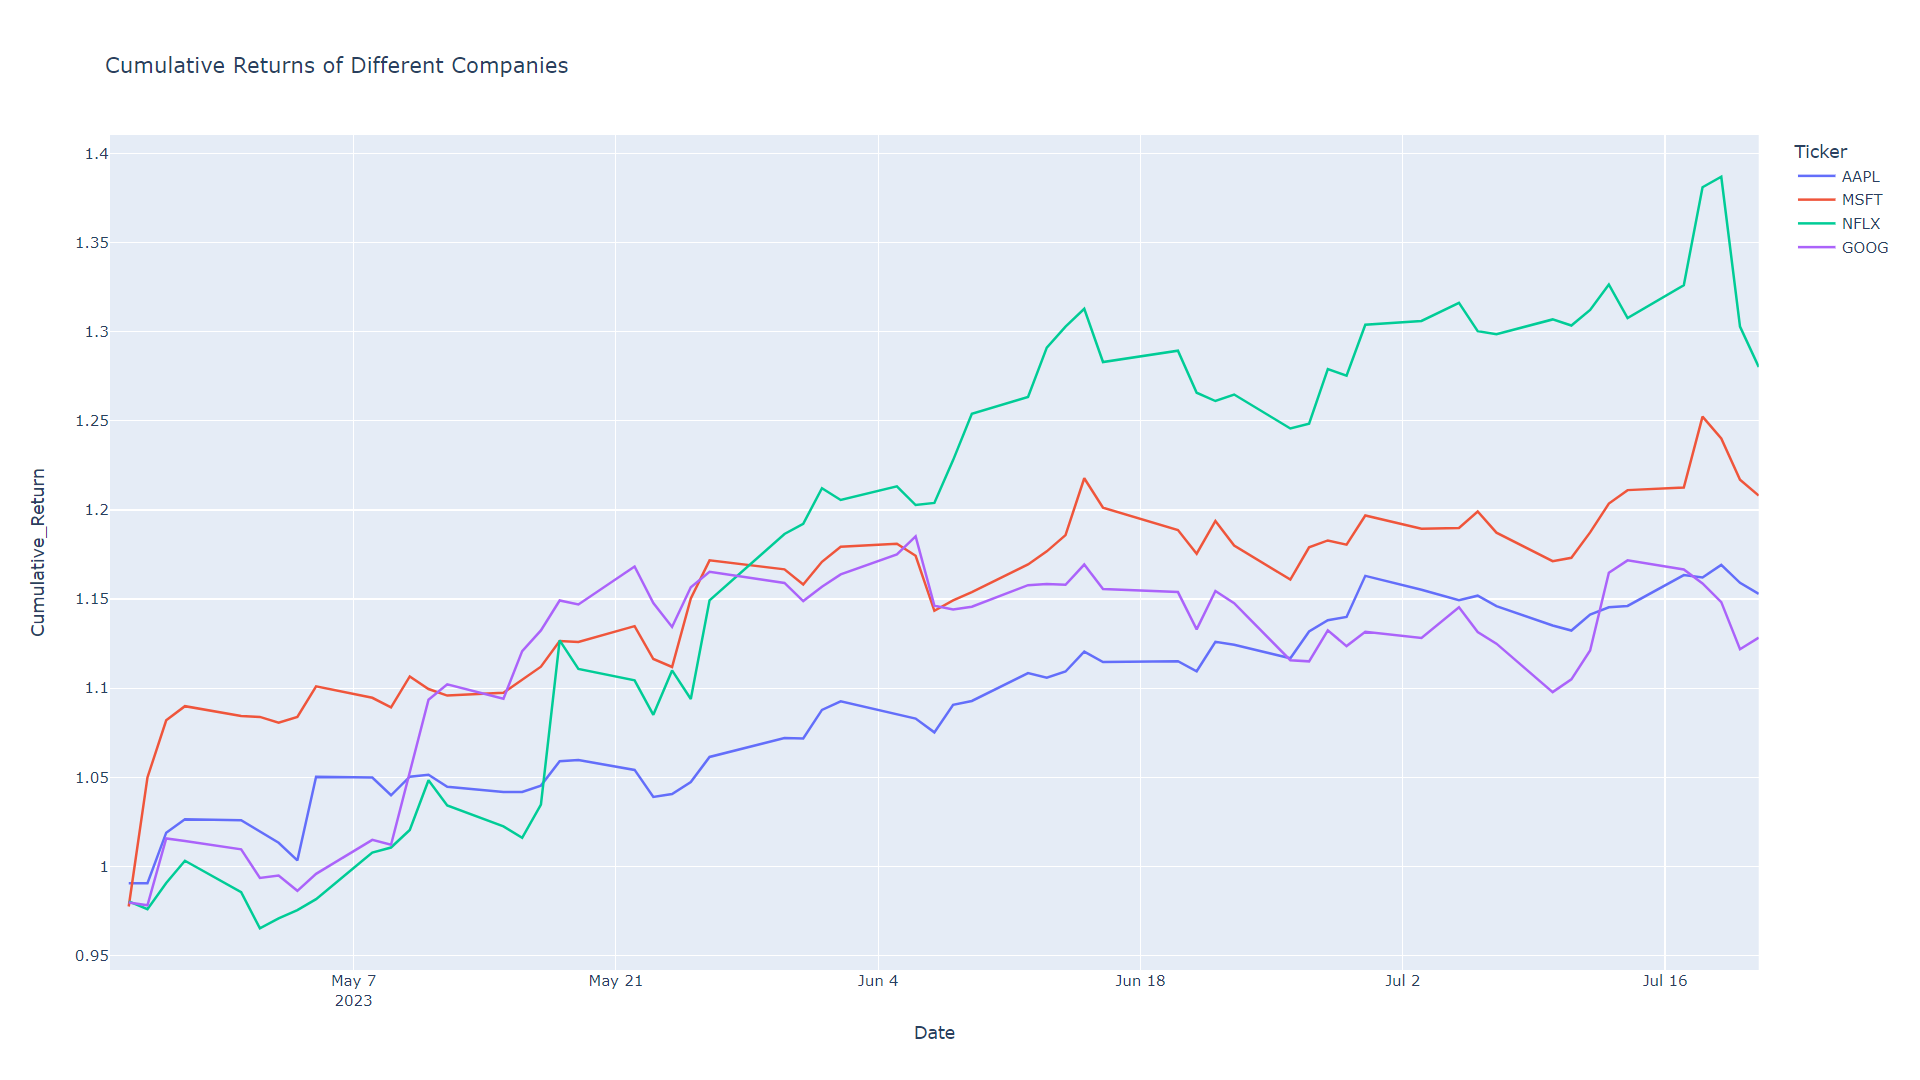 Cumulative Returns of Different Companies
Ticker
AAPL
MSFT
NFLX
GOOG
1.4
1.35
1.3
1.25
1.2
1.15
1.1
1.05
1
0.95
Cumulative_Return
May 7
2023
May 21
Jun 4
Jun 18
Jul 2
Jul 16
Date